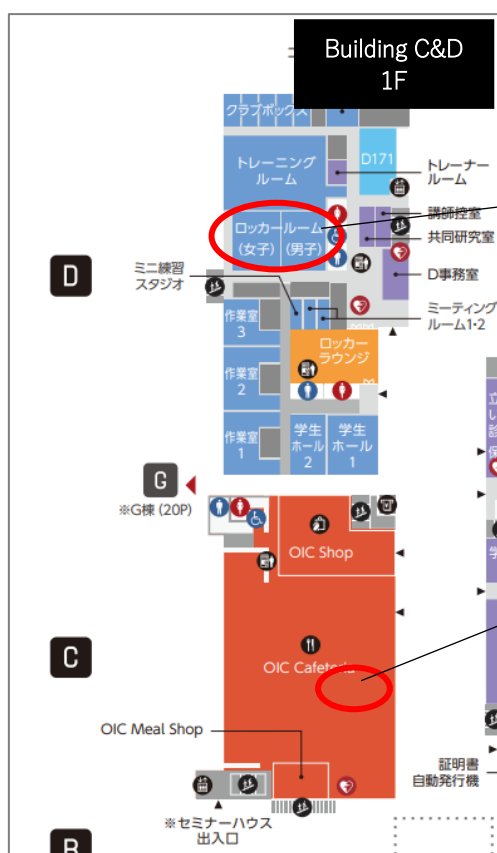 Building C&D
1F
クラブボックス
トレーニング
ルーム
D171
トレーナー
ルーム
ロッカールーム
(女子) (男子)
講師控室
共同研究室
D
D事務室
ミニ練習
スタジオ
ミーティング
ルーム1・2
作業室
3
ロッカー
ラウンジ
作業室
2
作業室
1
学生
ホール
2
学生
ホール
1
G
※G棟 (20P)
OIC Shop
C
OIC Cafeteria
OIC Meal Shop
証明書
自動発行機
※セミナーハウス
出入口
B